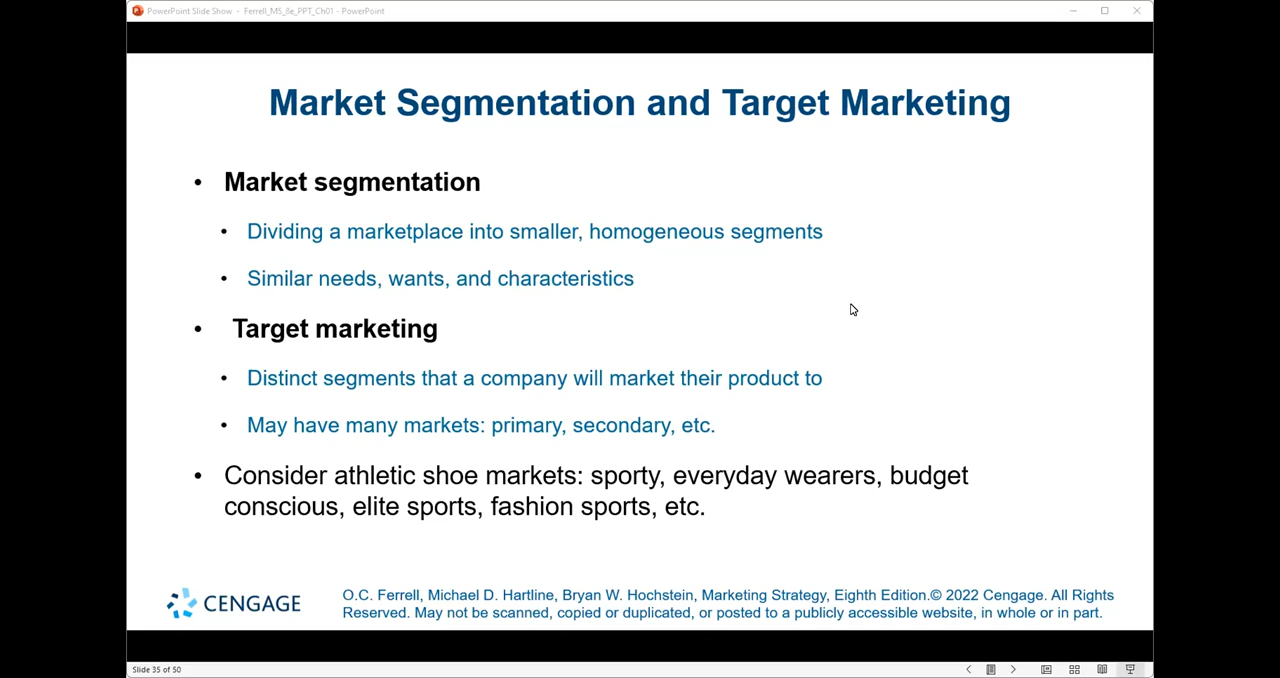 PowerPoint Slide Show - Ferrell_MS_8e_PPT_Ch01 - PowerPoint
Market Segmentation and Target Marketing
• Market segmentation
• Dividing a marketplace into smaller, homogeneous segments
• Similar needs, wants, and characteristics
• Target marketing
• Distinct segments that a company will market their product to
• May have many markets: primary, secondary, etc.
• Consider athletic shoe markets: sporty, everyday wearers, budget
conscious, elite sports, fashion sports, etc.
CENGAGE
O.C. Ferrell, Michael D. Hartline, Bryan W. Hochstein, Marketing Strategy, Eighth Edition.© 2022 Cengage. All Rights
Reserved. May not be scanned, copied or duplicated, or posted to a publicly accessible website, in whole or in part.
Slide 35 of 50